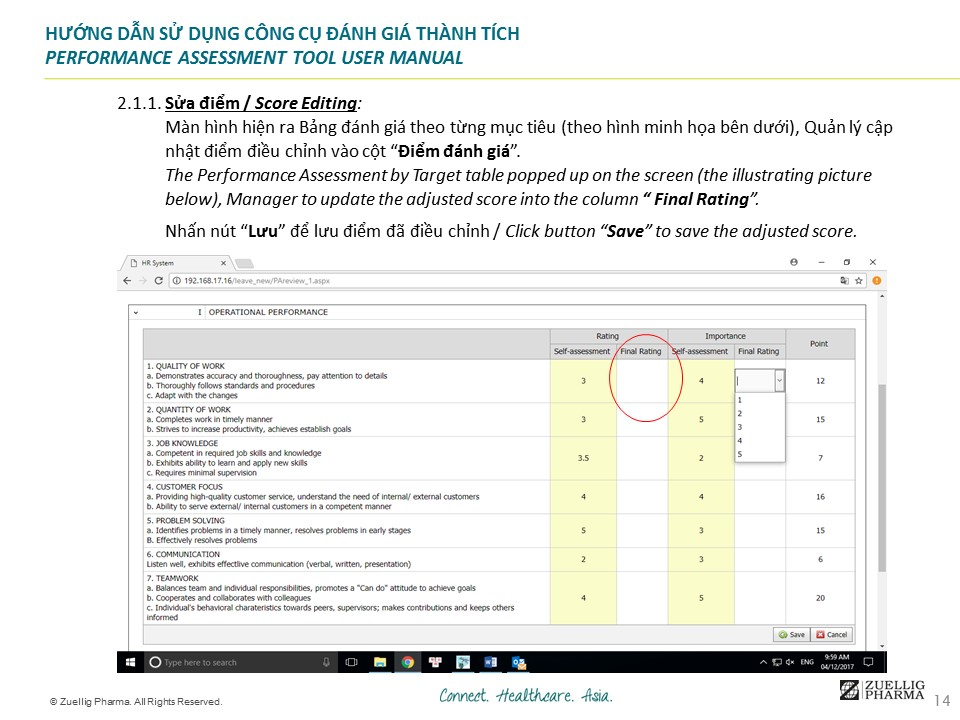 HƯỚNG DẪN SỬ DỤNG CÔNG CỤ ĐÁNH GIÁ THÀNH TÍCH
PERFORMANCE ASSESSMENT TOOL USER MANUAL
2.1.1. Sửa điểm / Score Editing:
Màn hình hiện ra Bảng đánh giá theo từng mục tiêu (theo hình minh họa bên dưới), Quản lý cập
nhật điểm điều chỉnh vào cột “Điểm đánh giá”.
The Performance Assessment by Target table popped up on the screen (the illustrating picture
below), Manager to update the adjusted score into the column “ Final Rating”.
Nhấn nút “Lưu” để lưu điểm đã điều chỉnh / Click button “Save” to save the adjusted score.
HR System
192.168.17.16/leave_new/PAreview_1.aspx
I OPERATIONAL PERFORMANCE
Rating Importance Point
Self-assessment Final Rating Self-assessment Final Rating
1. QUALITY OF WORK
a. Demonstrates accuracy and thoroughness, pay attention to details
b. Thoroughly follows standards and procedures
c. Adapt with the changes
3 4 12
1
2
3
4
5
2. QUANTITY OF WORK
a. Completes work in timely manner
b. Strives to increase productivity, achieves establish goals
3 5 15
3. JOB KNOWLEDGE
a. Competent in required job skills and knowledge
b. Exhibits ability to learn and apply new skills
c. Requires minimal supervision
3.5 2 7
4. CUSTOMER FOCUS
a. Providing high-quality customer service, understand the need of internal/ external customers
b. Ability to serve external/ internal customers in a competent manner
4 4 16
5. PROBLEM SOLVING
a. Identifies problems in a timely manner, resolves problems in early stages
B. Effectively resolves problems
5 3 15
6. COMMUNICATION
Listen well, exhibits effectlive communication (verbal, written, presentation)
2 3 6
7. TEAMWORK
a. Balances team and individual responsibilities, promotes a "Can do" attitude to achieve goals
b. Cooperates and collaborates with colleagues
c. Individual's behavioral charateristics towards peers, supervisors; makes contributions and keeps others
informed
4 5 20
Save Cancel
Type here to search
ENG
9:59 AM
04/12/2017
© Zuellig Pharma. All Rights Reserved.
Connect. Healthcare. Asia.
ZUELLIG
PHARMA
14